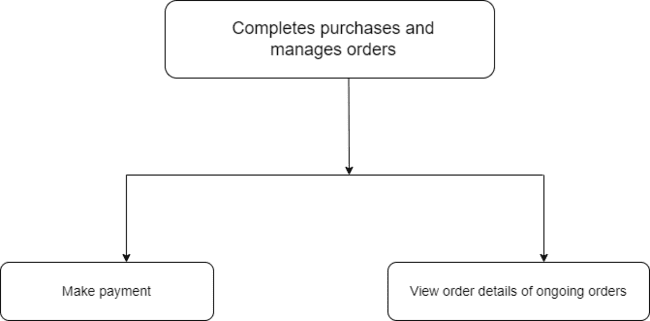 Completes purchases and
manages orders
Make payment
View order details of ongoing orders